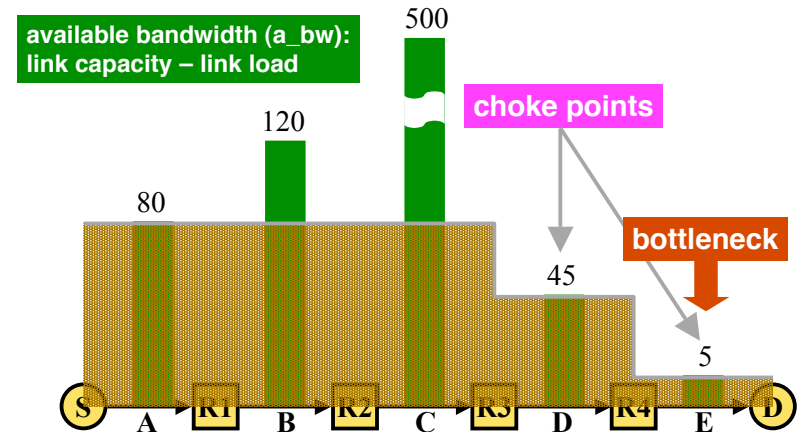 500
available bandwidth (a_bw):
link capacity – link load
choke points
120
80
bottleneck
45
5
S R1 R2 R3 R4 D
A B C D E